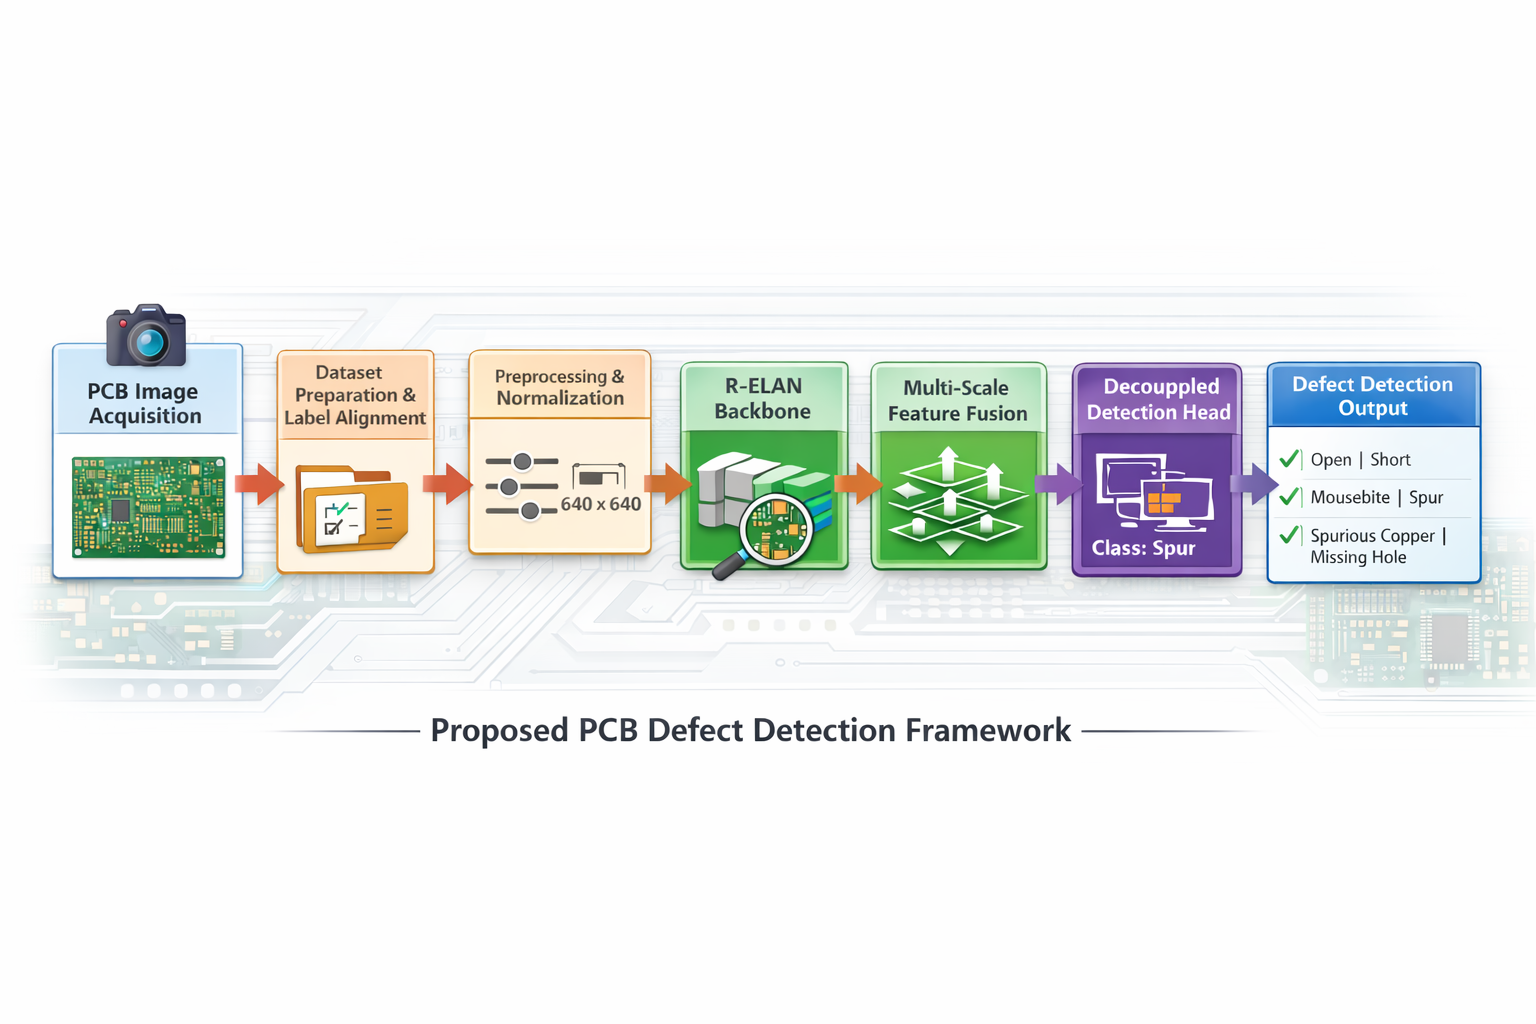 PCB Image
Acquisition
Dataset
Preparation &
Label Alignment
Preprocessing &
Normalization
640 x 640
R-ELAN
Backbone
Multi-Scale
Feature Fusion
Decouppled
Detection Head
Class: Spur
Defect Detection
Output
Open | Short
Mousebite | Spur
Spurious Copper |
Missing Hole
Proposed PCB Defect Detection Framework